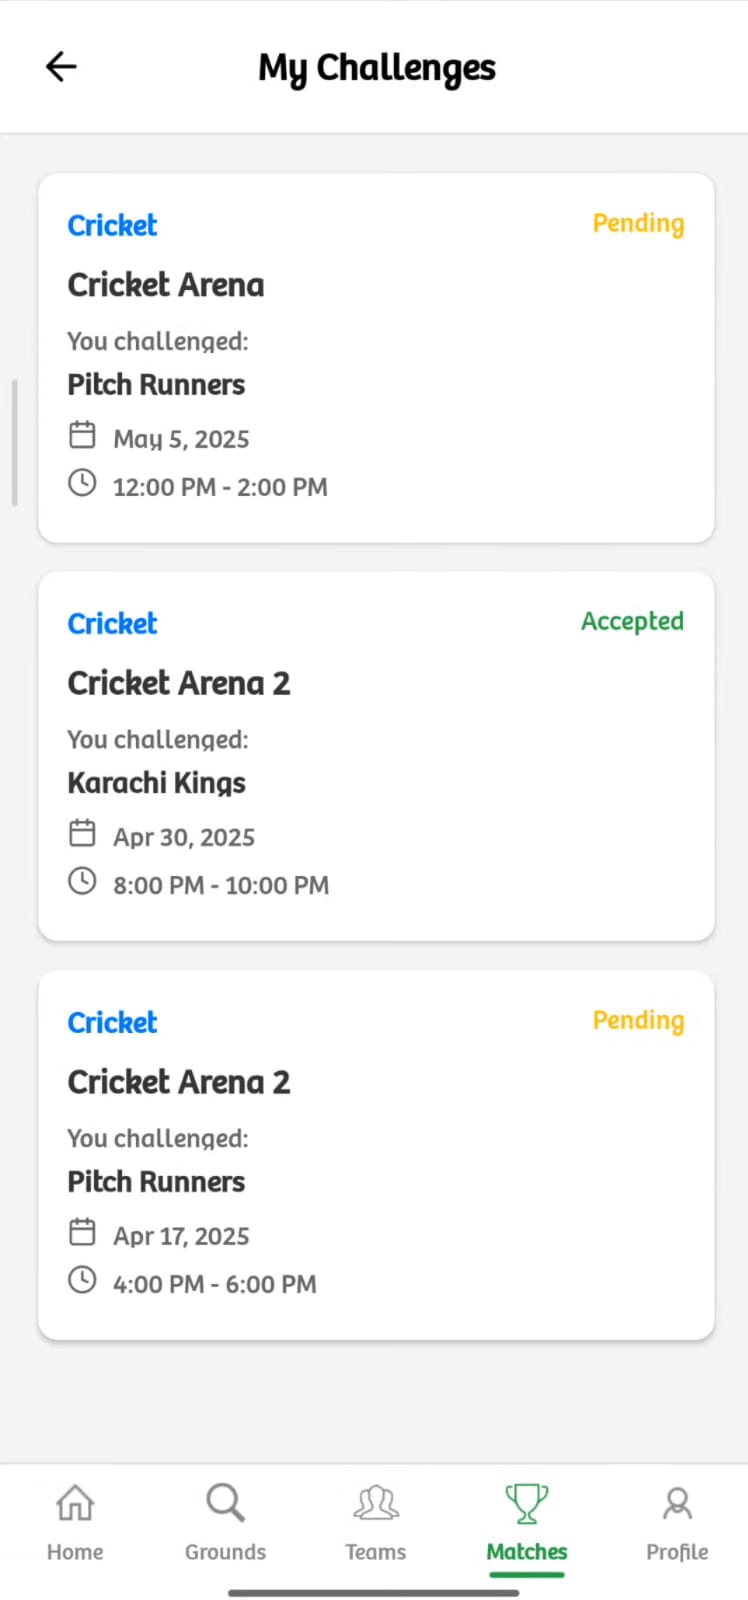 My Challenges
Cricket
Pending
Cricket Arena
You challenged:
Pitch Runners
May 5, 2025
12:00 PM - 2:00 PM
Cricket
Accepted
Cricket Arena 2
You challenged:
Karachi Kings
Apr 30, 2025
8:00 PM - 10:00 PM
Cricket
Pending
Cricket Arena 2
You challenged:
Pitch Runners
Apr 17, 2025
4:00 PM - 6:00 PM
Home Grounds Teams Matches Profile